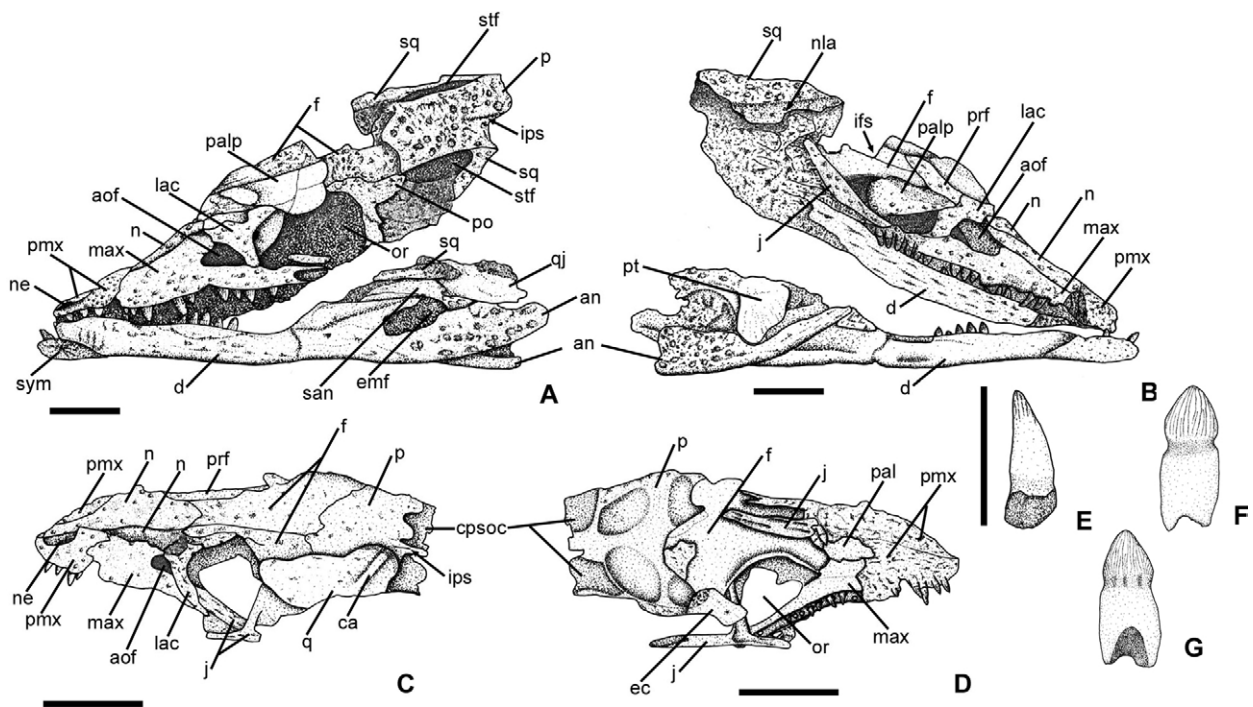 sq
stf
p
f
palp
ips
lac
sq
aof
stf
n
po
pmx
max
or
sq
ne
qj
an
an
sym
d
san
emf
A
sq
nla
f
lac
ifs
palp
prf
aof
n
n
j
max
pmx
pt
d
an
d
B
f
pmx
n
n
prf
p
cpsoc
ips
ne
pmx
max
aof
lac
j
q
ca
C
p
f
j
pal
pmx
or
max
ec
j
D
E
F
G